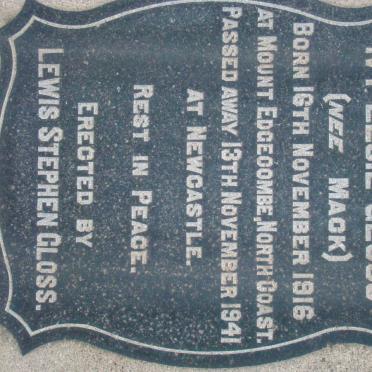 (NEE MACK)
BORN 16TH NOVEMBER 1916
AT MOUNT EDGECOMBE, NORTH COAST.
PASSED AWAY 13TH NOVEMBER 1941
AT NEWCASTLE.
REST IN PEACE.
ERECTED BY
LEWIS STEPHEN GLOSS.